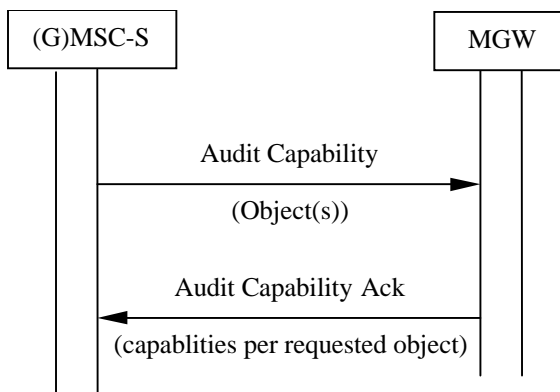 (G)MSC-S
MGW
Audit Capability
(Object(s))
Audit Capability Ack
(capablities per requested object)